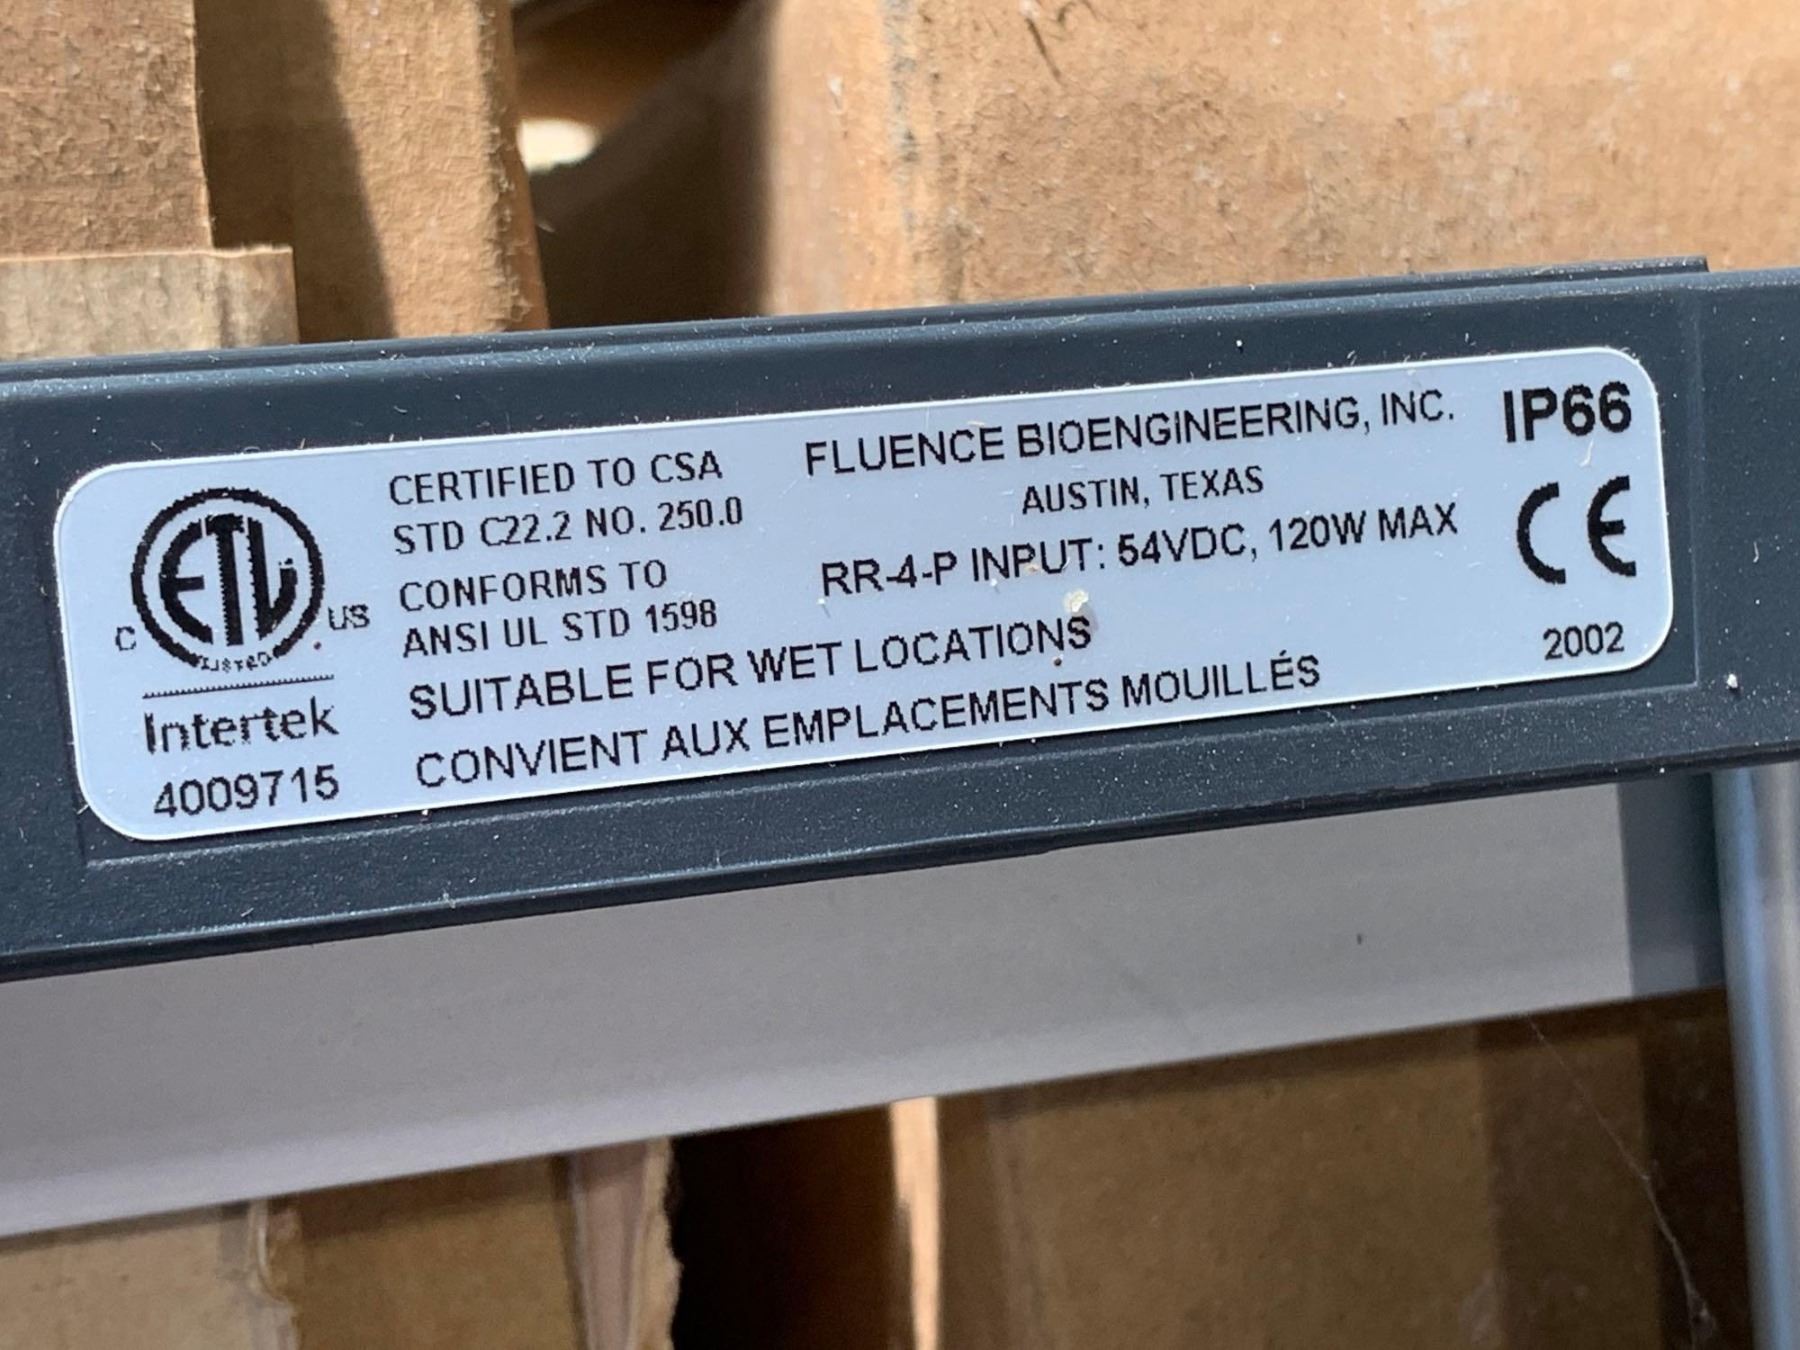 CERTIFIED TO CSA
STD C22.2 NO. 250.0
CONFORMS TO
ANSI UL STD 1598
FLUENCE BIOENGINEERING, INC.
AUSTIN, TEXAS
RR-4-P INPUT: 54VDC, 120W MAX
SUITABLE FOR WET LOCATIONS
CONVIENT AUX EMPLACEMENTS MOUILLÉS
IP66
CE
2002
C ETL US
LISTED
Intertek
4009715